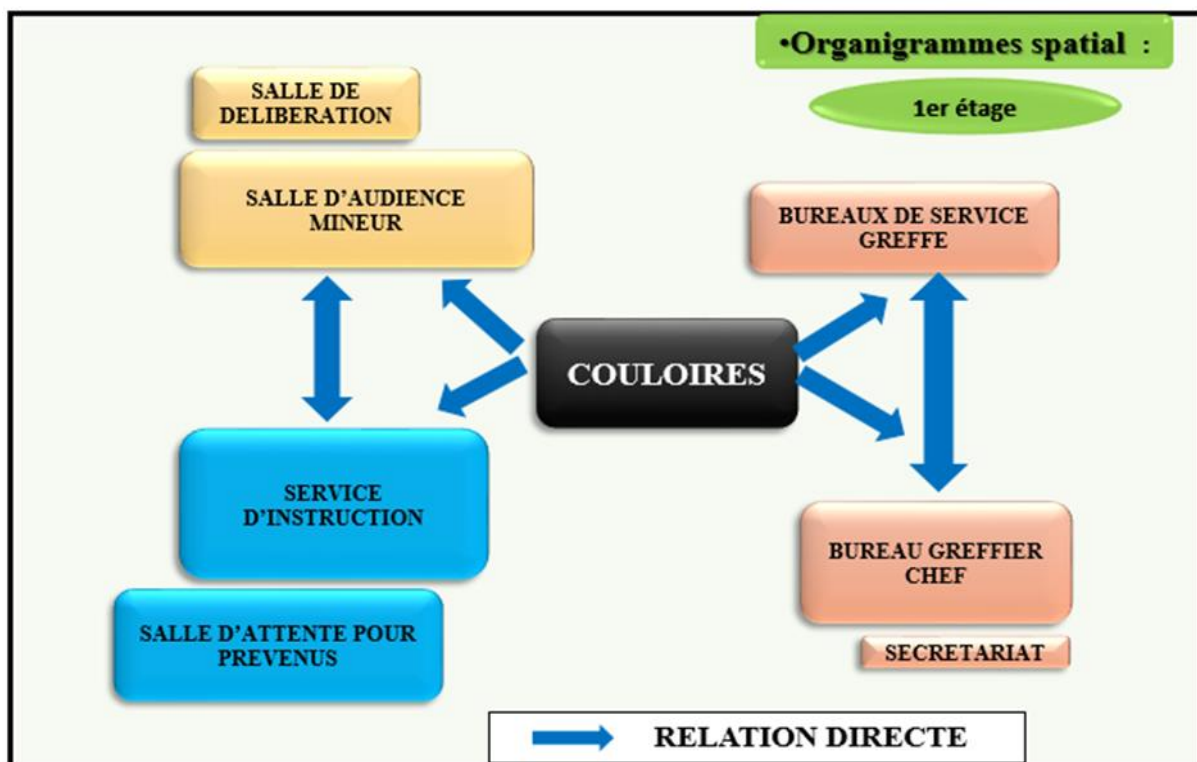 •Organigrammes spatial :
1er étage
SALLE DE
DELIBERATION
SALLE D’AUDIENCE
MINEUR
BUREAUX DE SERVICE
GREFFE
COULOIRES
SERVICE
D’INSTRUCTION
SALLE D’ATTENTE POUR
PREVENUS
BUREAU GREFFIER
CHEF
SECRETARIAT
RELATION DIRECTE